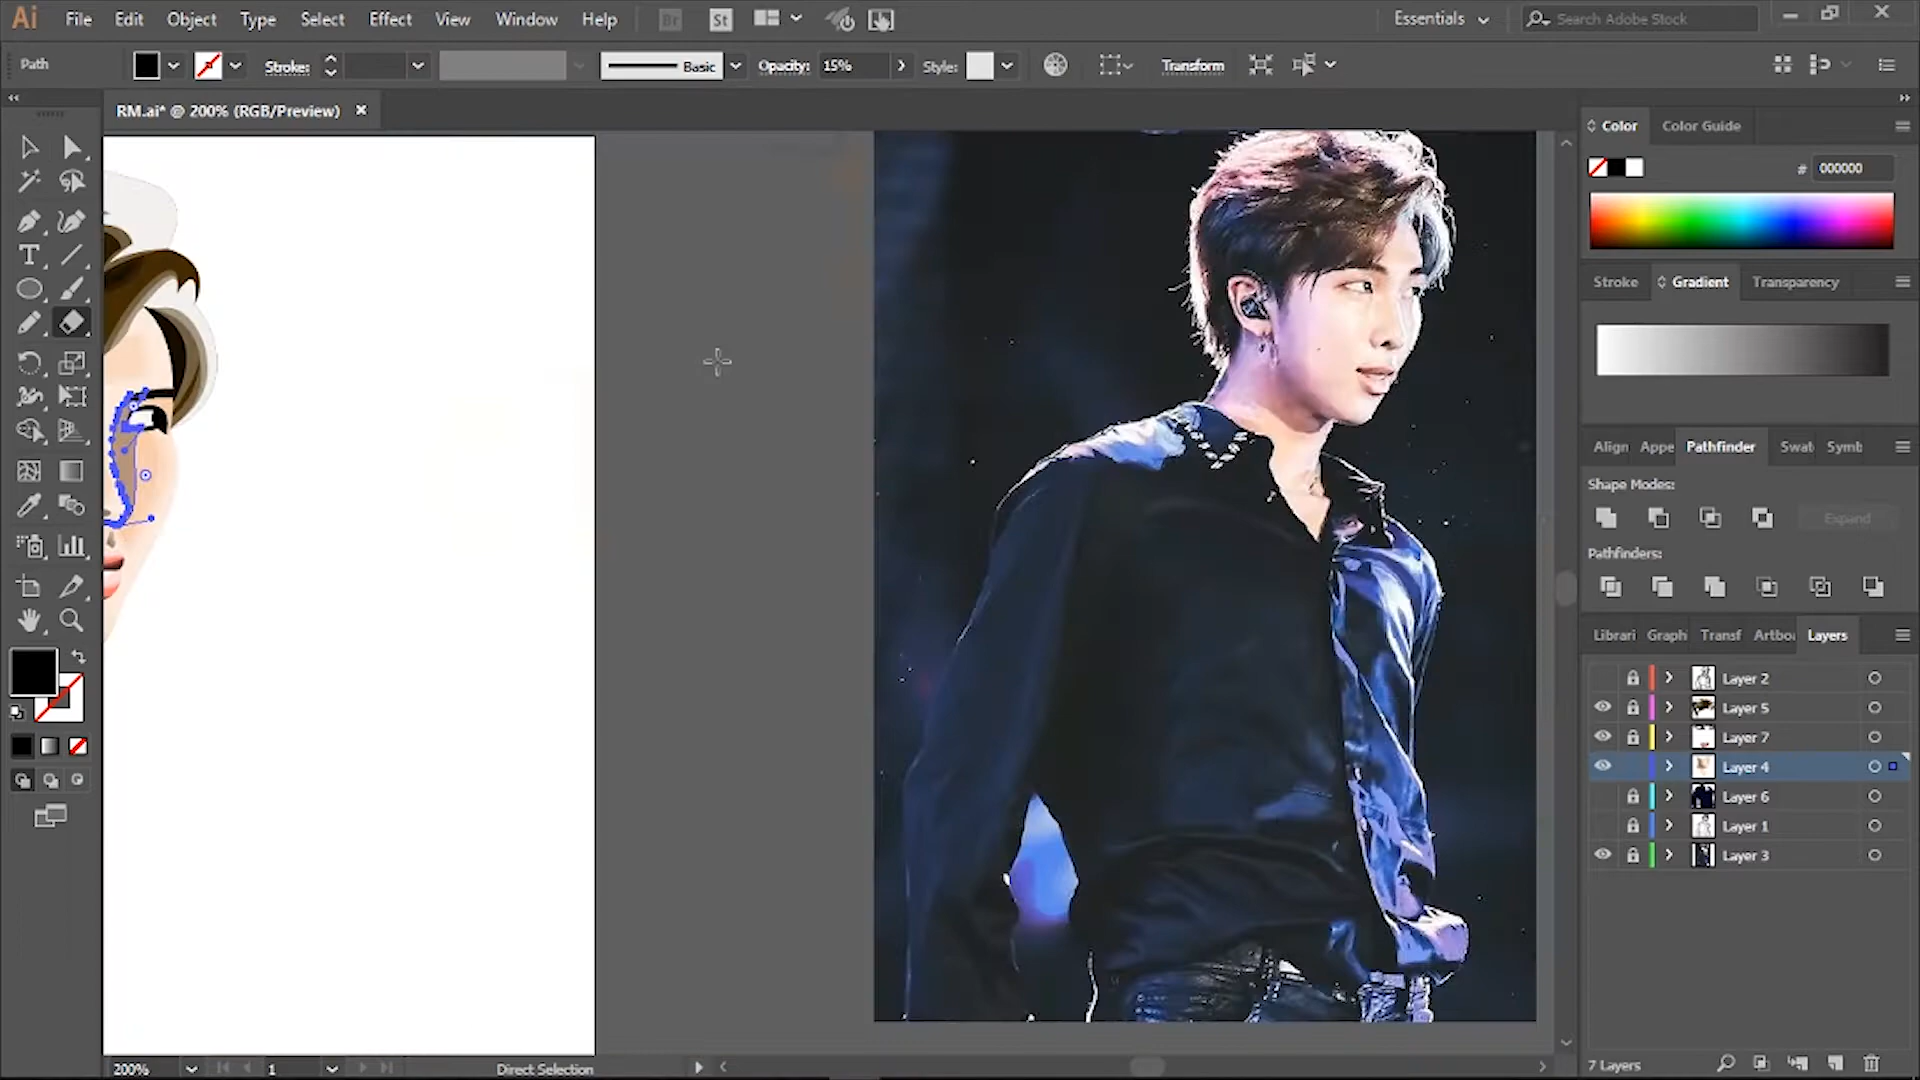 Ai File Edit Object Type Select Effect View Window Help Br St Essentials Search Adobe Stock
Path Stroke: Basic Opacity: 15% Style: Transform
RM.ai* @ 200% (RGB/Preview)
Color Color Guide
# 000000
Stroke Gradient Transparency
Align Appe Pathfinder Swat Symb
Shape Modes:
Expand
Pathfinders:
Librari Graph Transf Artbo Layers
Layer 2
Layer 5
Layer 7
Layer 4
Layer 6
Layer 1
Layer 3
200% 1 Direct Selection
7 Layers